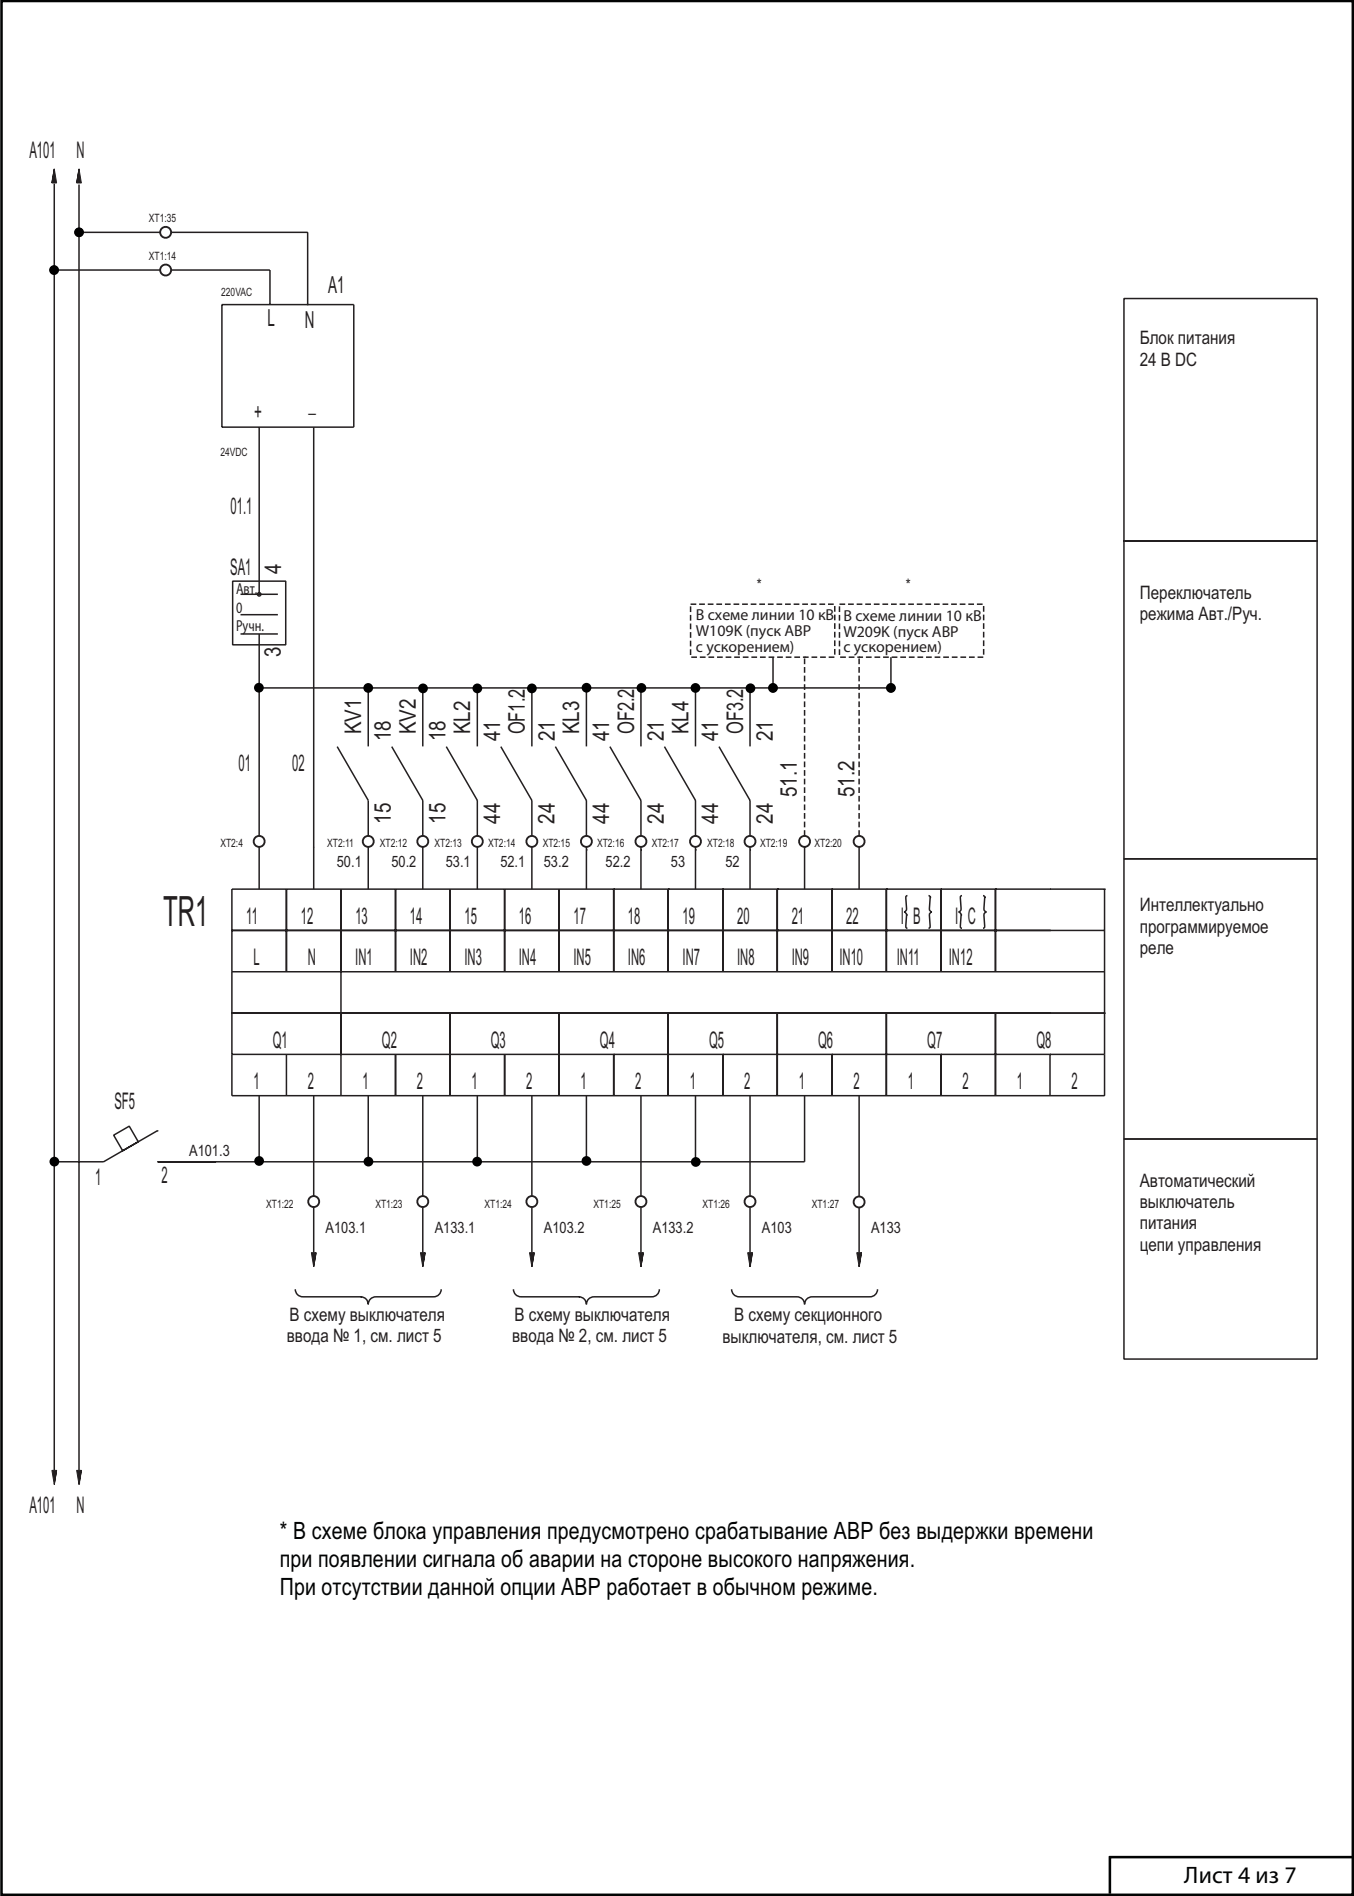 A101 N
XT1:35
XT1:14
220VAC
A1
L N
+ –
24VDC
01.1
SA1
4
Авт.
0
Ручн.
3
*
*
В схеме линии 10 кВ
W109K (пуск АВР
с ускорением)
В схеме линии 10 кВ
W209K (пуск АВР
с ускорением)
KV1 18 KV2 18 KL2 41 OF1.2 21 KL3 41 OF2.2 21 KL4 41 OF3.2 21
01 02
51.1 51.2
15 15 44 24 44 24 44 24
XT2:4 XT2:11 XT2:12 XT2:13 XT2:14 XT2:15 XT2:16 XT2:17 XT2:18 XT2:19 XT2:20
50.1 50.2 53.1 52.1 53.2 52.2 53 52
TR1
11 12 13 14 15 16 17 18 19 20 21 22 I{B} I{C}
L N IN1 IN2 IN3 IN4 IN5 IN6 IN7 IN8 IN9 IN10 IN11 IN12
Q1 Q2 Q3 Q4 Q5 Q6 Q7 Q8
1 2 1 2 1 2 1 2 1 2 1 2 1 2 1 2
SF5
1 2
A101.3
XT1:22 XT1:23 XT1:24 XT1:25 XT1:26 XT1:27
A103.1 A133.1 A103.2 A133.2 A103 A133
В схему выключателя
ввода № 1, см. лист 5
В схему выключателя
ввода № 2, см. лист 5
В схему секционного
выключателя, см. лист 5
Блок питания
24 В DC
Переключатель
режима Авт./Руч.
Интеллектуально
программируемое
реле
Автоматический
выключатель
питания
цепи управления
A101 N
* В схеме блока управления предусмотрено срабатывание АВР без выдержки времени
при появлении сигнала об аварии на стороне высокого напряжения.
При отсутствии данной опции АВР работает в обычном режиме.
Лист 4 из 7